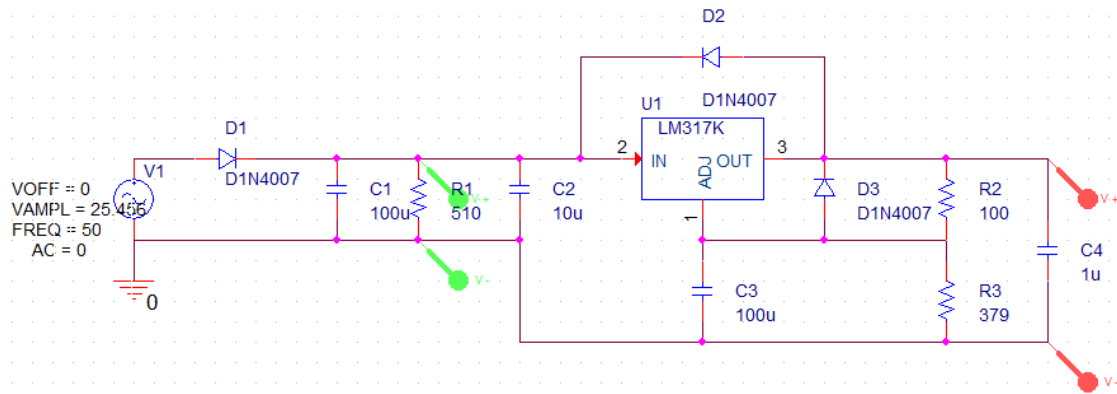 D2
D1N4007
U1
LM317K
D1
D1N4007
2
IN
ADJ
OUT
3
1
V1
VOFF = 0
VAMPL = 25.456
FREQ = 50
AC = 0
0
C1
100u
R1
510
V+
V-
C2
10u
D3
D1N4007
R2
100
C3
100u
R3
379
C4
1u
V+
V-